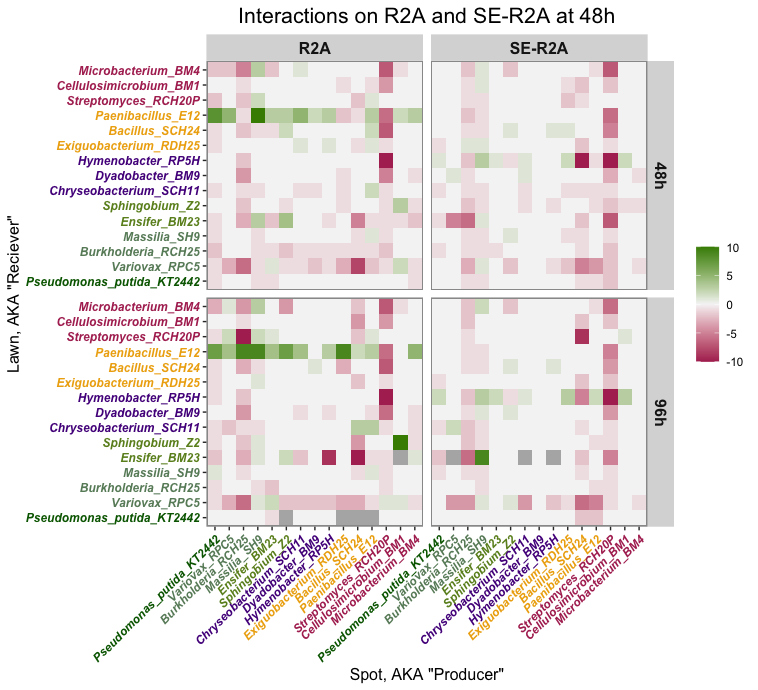 Interactions on R2A and SE-R2A at 48h
R2A
SE-R2A
Lawn, AKA "Reciever"
Microbacterium_BM4
Cellulosimicrobium_BM1
Streptomyces_RCH20P
Paenibacillus_E12
Bacillus_SCH24
Exiguobacterium_RDH25
Hymenobacter_RP5H
Dyadobacter_BM9
Chryseobacterium_SCH11
Sphingobium_Z2
Ensifer_BM23
Massilia_SH9
Burkholderia_RCH25
Variovax_RPC5
Pseudomonas_putida_KT2442
48h
Microbacterium_BM4
Cellulosimicrobium_BM1
Streptomyces_RCH20P
Paenibacillus_E12
Bacillus_SCH24
Exiguobacterium_RDH25
Hymenobacter_RP5H
Dyadobacter_BM9
Chryseobacterium_SCH11
Sphingobium_Z2
Ensifer_BM23
Massilia_SH9
Burkholderia_RCH25
Variovax_RPC5
Pseudomonas_putida_KT2442
96h
10
5
0
-5
-10
Pseudomonas_putida_KT2442
Variovax_RPC5
Burkholderia_RCH25
Massilia_SH9
Ensifer_BM23
Sphingobium_Z2
Chryseobacterium_SCH11
Dyadobacter_BM9
Hymenobacter_RP5H
Exiguobacterium_RDH25
Bacillus_SCH24
Paenibacillus_E12
Streptomyces_RCH20P
Cellulosimicrobium_BM1
Microbacterium_BM4
Pseudomonas_putida_KT2442
Variovax_RPC5
Burkholderia_RCH25
Massilia_SH9
Ensifer_BM23
Sphingobium_Z2
Chryseobacterium_SCH11
Dyadobacter_BM9
Hymenobacter_RP5H
Exiguobacterium_RDH25
Bacillus_SCH24
Paenibacillus_E12
Streptomyces_RCH20P
Cellulosimicrobium_BM1
Microbacterium_BM4
Spot, AKA "Producer"